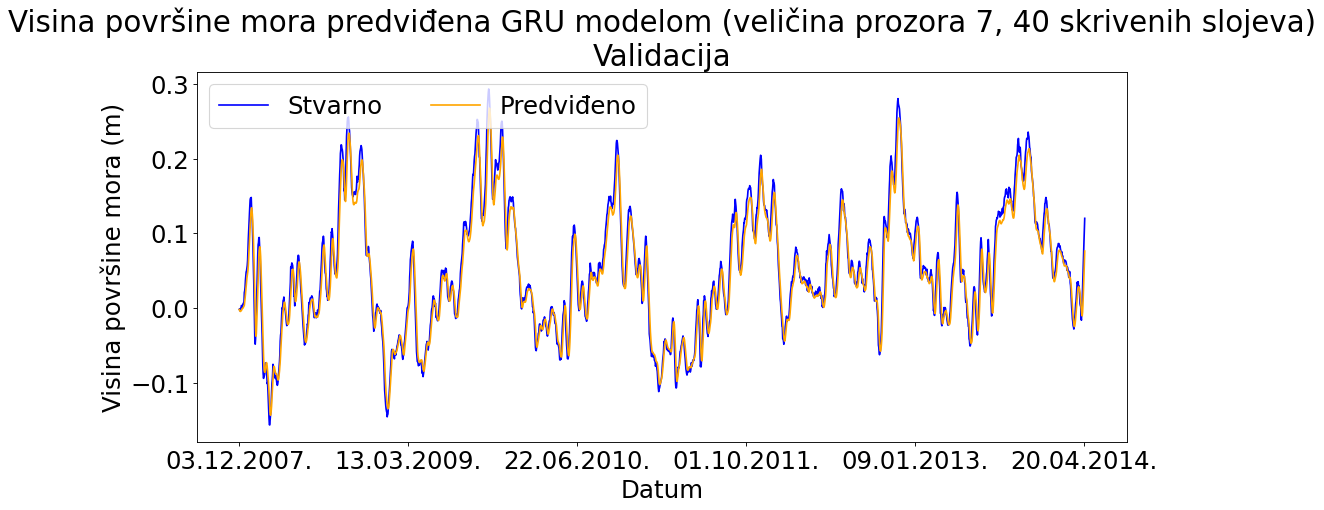 Visina površine mora predviđena GRU modelom (veličina prozora 7, 40 skrivenih slojeva)
Validacija
Stvarno Predviđeno
Visina površine mora (m)
0.3
0.2
0.1
0.0
−0.1
03.12.2007. 13.03.2009. 22.06.2010. 01.10.2011. 09.01.2013. 20.04.2014.
Datum